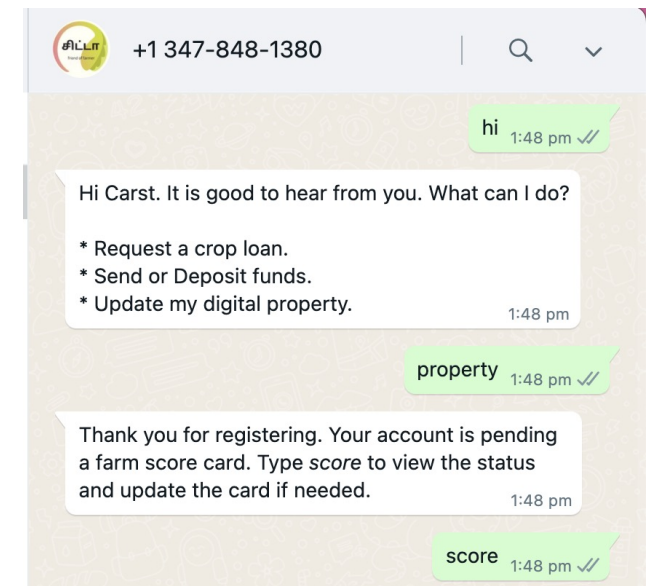 சிட்டா
+1 347-848-1380
hi
1:48 pm
Hi Carst. It is good to hear from you. What can I do?
* Request a crop loan.
* Send or Deposit funds.
* Update my digital property.
1:48 pm
property
1:48 pm
Thank you for registering. Your account is pending
a farm score card. Type score to view the status
and update the card if needed.
1:48 pm
score
1:48 pm